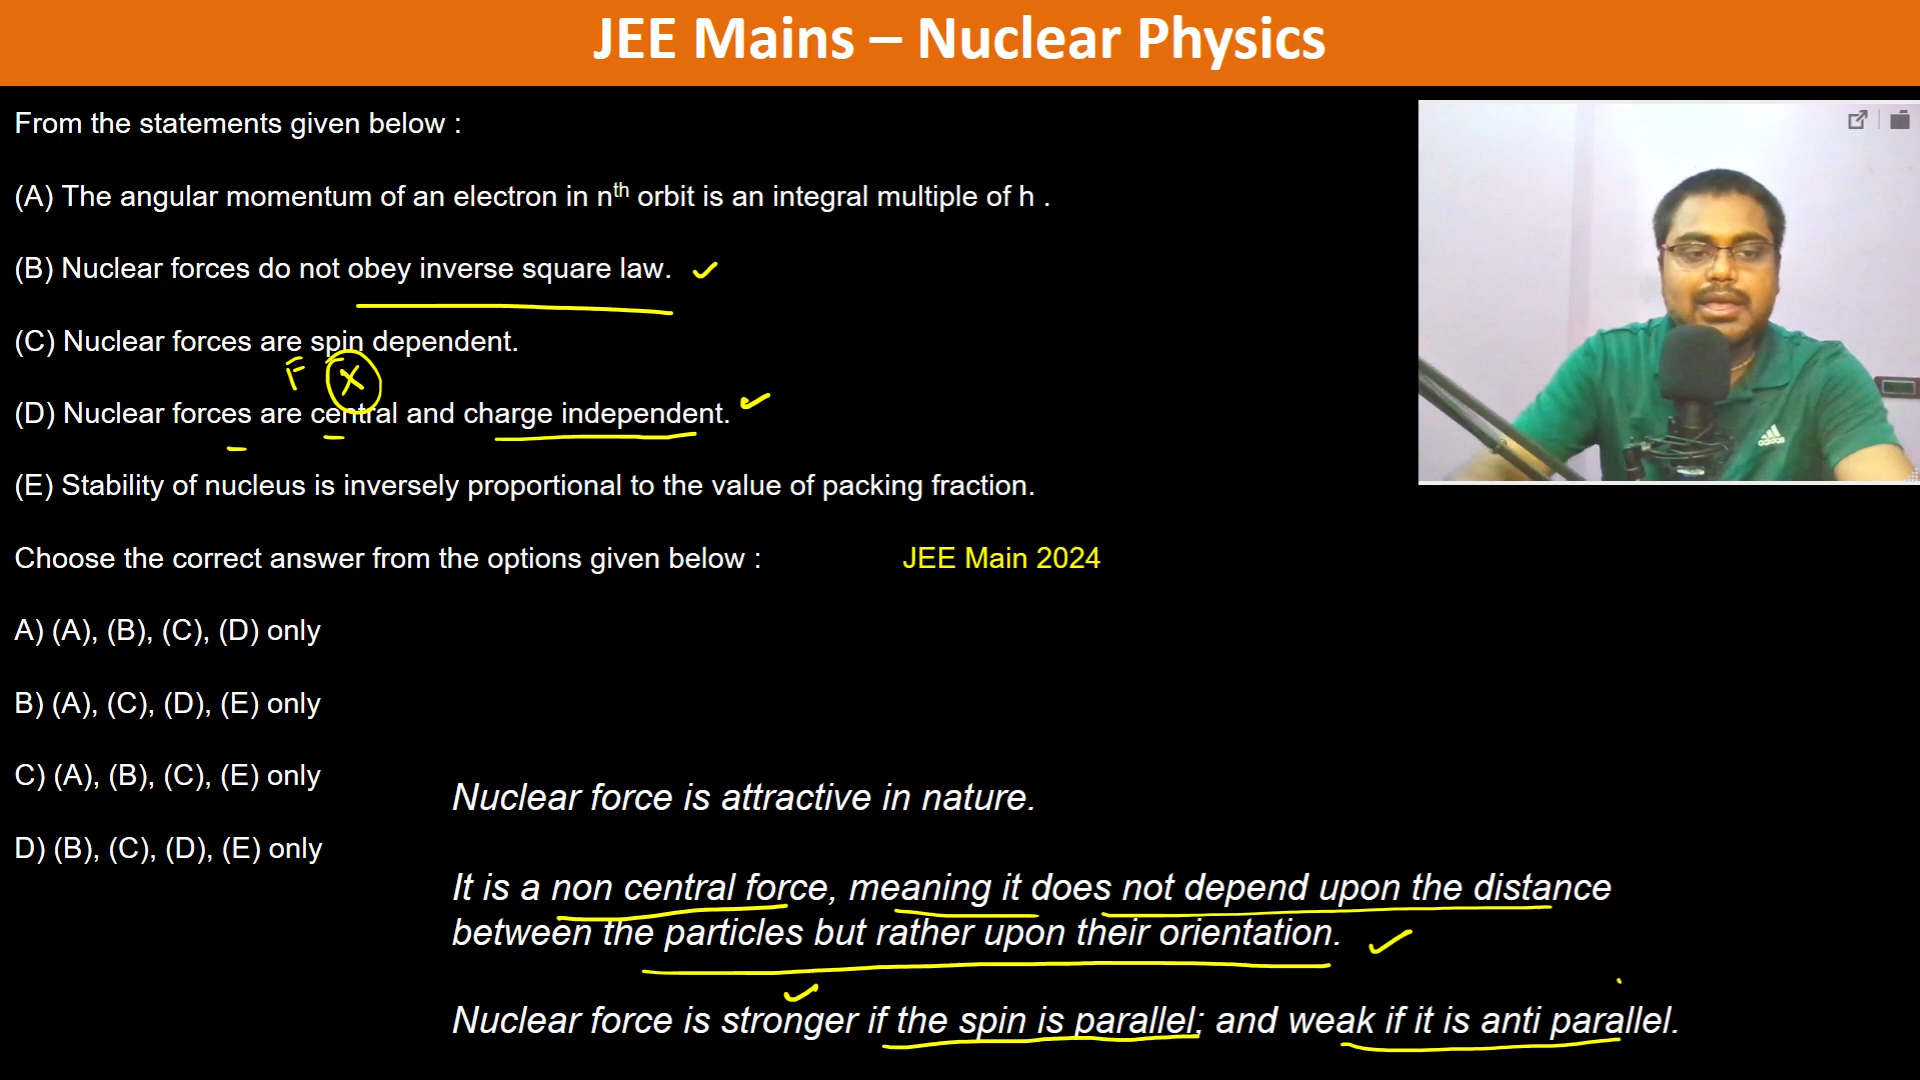 JEE Mains – Nuclear Physics
From the statements given below :
(A) The angular momentum of an electron in nth orbit is an integral multiple of h .
(B) Nuclear forces do not obey inverse square law.
(C) Nuclear forces are spin dependent.
F X
(D) Nuclear forces are central and charge independent.
adidas
(E) Stability of nucleus is inversely proportional to the value of packing fraction.
Choose the correct answer from the options given below : JEE Main 2024
A) (A), (B), (C), (D) only
B) (A), (C), (D), (E) only
C) (A), (B), (C), (E) only
D) (B), (C), (D), (E) only
Nuclear force is attractive in nature.
It is a non central force, meaning it does not depend upon the distance
between the particles but rather upon their orientation.
Nuclear force is stronger if the spin is parallel; and weak if it is anti parallel.